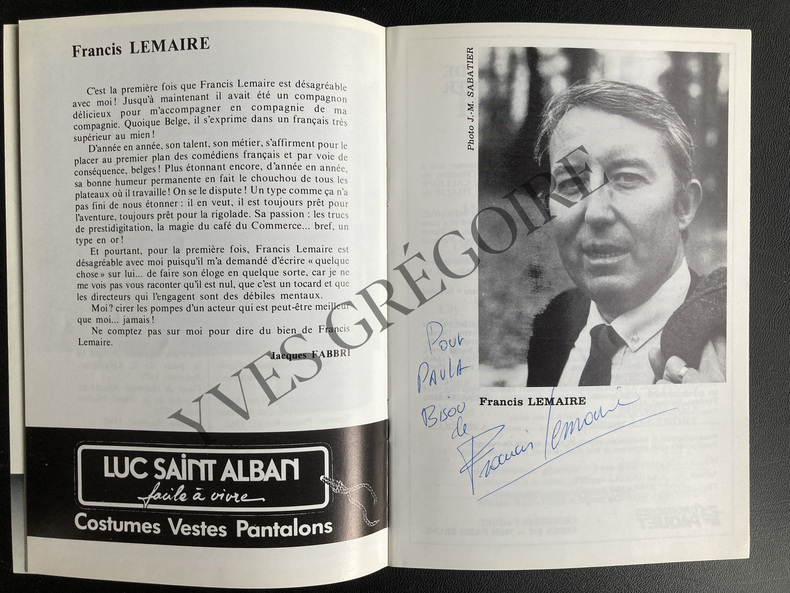 Francis LEMAIRE
C'est la première fois que Francis Lemaire est désagréable
avec moi! Jusqu'à maintenant il avait été un compagnon
délicieux pour m'accompagner en compagnie de ma
compagnie. Quoique Belge, il s'exprime dans un français très
supérieur au mien!
D'année en année, son talent, son métier, s'affirment pour le
placer au premier plan des comédiens français et par voie de
conséquence, belges! Plus étonnant encore, d'année en année,
sa bonne humeur permanente en fait le chouchou de tous les
plateaux où il travaille! On se le dispute! Un type comme ça n'a
pas fini de nous étonner: il en veut, il est toujours prêt pour
l'aventure, toujours prêt pour la rigolade. Sa passion: les trucs
de prestidigitation, la magie du café du Commerce... bref, un
type en or!
Et pourtant, pour la première fois, Francis Lemaire est
désagréable avec moi puisqu'il m'a demandé d'écrire « quelque
chose » sur lui... de faire son éloge en quelque sorte, car je ne
me vois pas vous raconter qu'il est nul, que c'est un tocard et que
les directeurs qui l'engagent sont des débiles mentaux.
Moi? cirer les pompes d'un acteur qui est peut-être meilleur
que moi... jamais!
Ne comptez pas sur moi pour dire du bien de Francis
Lemaire.
Jacques FABBRI
LUC SAINT ALBAN
facile à vivre
Costumes Vestes Pantalons
Photo J.-M. SABATIER
Francis LEMAIRE
Pour
PAULA
Bisou
de
Francis Lemaire
YVES GRÉGOIRE